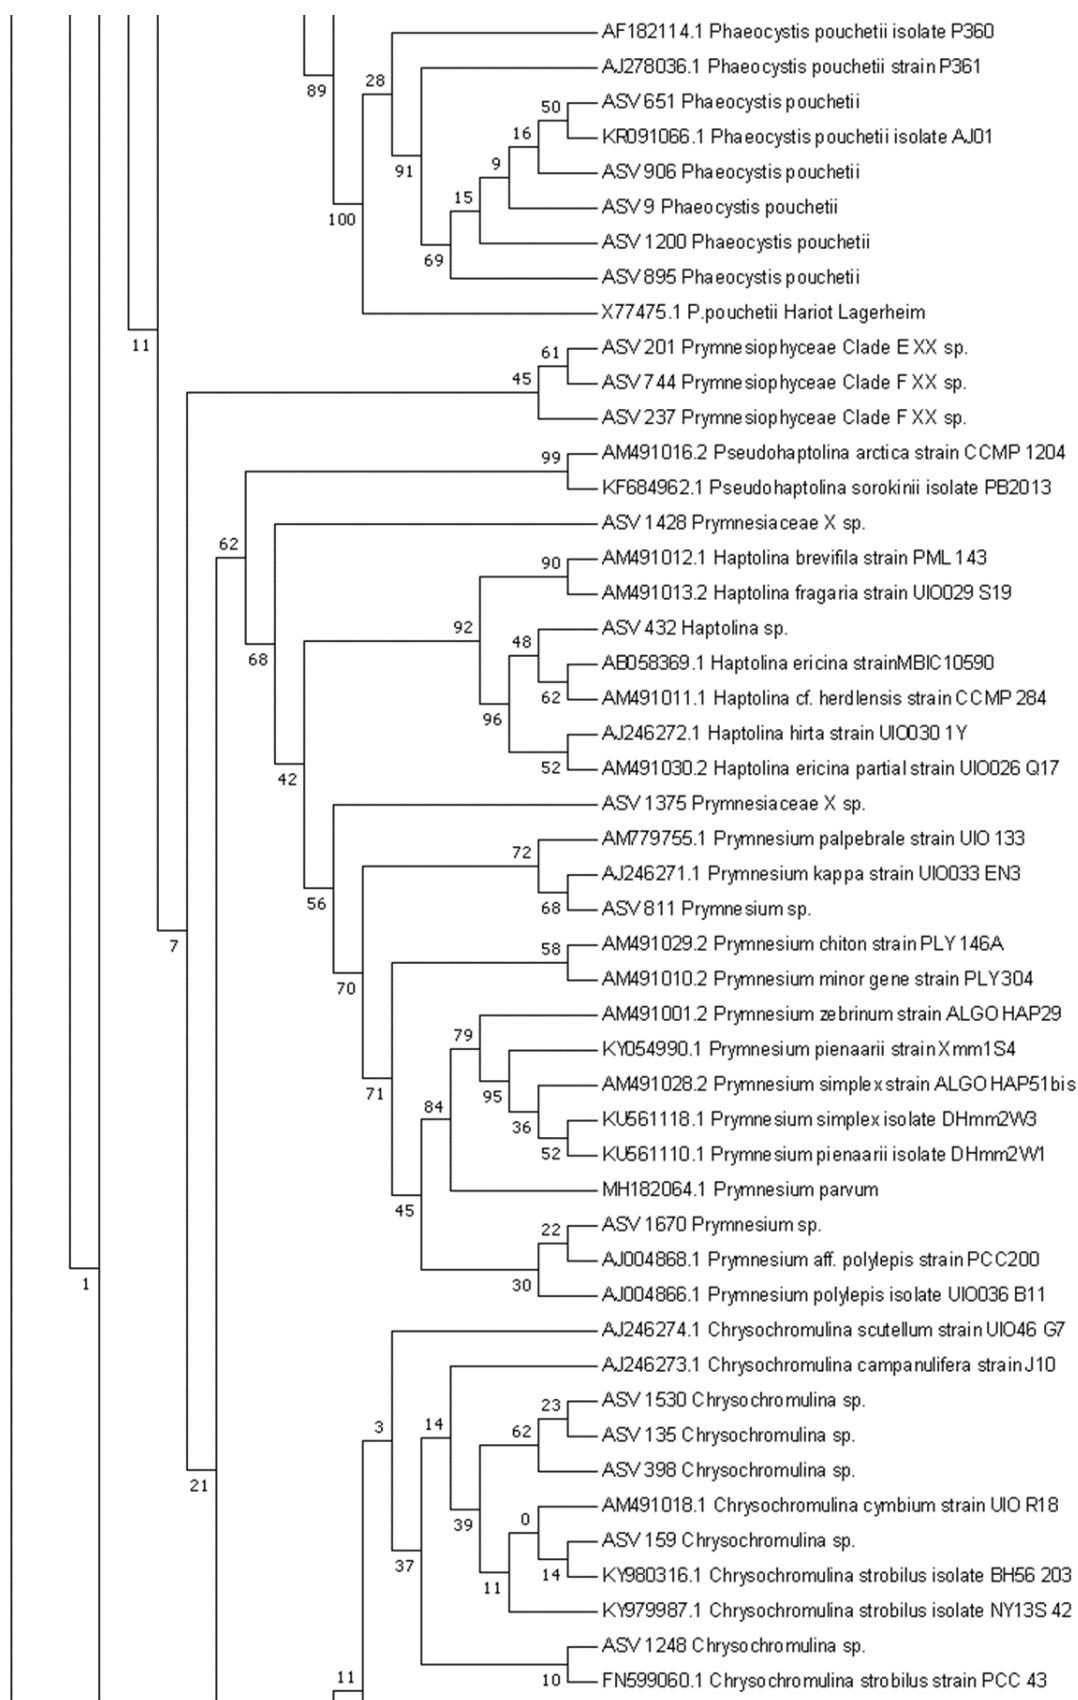 AF182114.1 Phaeocystis pouchetii isolate P360
AJ278036.1 Phaeocystis pouchetii strain P361
28
89
ASV 651 Phaeocystis pouchetii
50
KR091066.1 Phaeocystis pouchetii isolate AJ01
16
ASV 906 Phaeocystis pouchetii
9
91
ASV 9 Phaeocystis pouchetii
15
100
ASV 1200 Phaeocystis pouchetii
69
ASV 895 Phaeocystis pouchetii
X77475.1 P.pouchetii Hariot Lagerheim
11
ASV 201 Prymnesiophyceae Clade E XX sp.
61
ASV 744 Prymnesiophyceae Clade F XX sp.
45
ASV 237 Prymnesiophyceae Clade F XX sp.
AM491016.2 Pseudohaptolina arctica strain CCMP 1204
99
KF684962.1 Pseudohaptolina sorokinii isolate PB2013
ASV 1428 Prymnesiaceae X sp.
62
AM491012.1 Haptolina brevifila strain PML 143
90
AM491013.2 Haptolina fragaria strain UIO029 S19
92
ASV 432 Haptolina sp.
48
68
AB058369.1 Haptolina ericina strainMBIC10590
62
AM491011.1 Haptolina cf. herdlensis strain CCMP 284
96
AJ246272.1 Haptolina hirta strain UIO030 1Y
52
AM491030.2 Haptolina ericina partial strain UIO026 Q17
42
ASV 1375 Prymnesiaceae X sp.
AM779755.1 Prymnesium palpebrale strain UIO 133
72
AJ246271.1 Prymnesium kappa strain UIO033 EN3
56
68
ASV 811 Prymnesium sp.
7
AM491029.2 Prymnesium chiton strain PLY 146A
58
AM491010.2 Prymnesium minor gene strain PLY304
70
AM491001.2 Prymnesium zebrinum strain ALGO HAP29
79
KY054990.1 Prymnesium pienaarii strain Xmm1S4
71
95
AM491028.2 Prymnesium simplex strain ALGO HAP51bis
84
36
KU561118.1 Prymnesium simplex isolate DHmm2W3
52
KU561110.1 Prymnesium pienaarii isolate DHmm2W1
MH182064.1 Prymnesium parvum
45
ASV 1670 Prymnesium sp.
22
AJ004868.1 Prymnesium aff. polylepis strain PCC200
1
30
AJ004866.1 Prymnesium polylepis isolate UIO036 B11
AJ246274.1 Chrysochromulina scutellum strain UIO46 G7
AJ246273.1 Chrysochromulina campanulifera strain J10
ASV 1530 Chrysochromulina sp.
23
3
14
62
ASV 135 Chrysochromulina sp.
ASV 398 Chrysochromulina sp.
21
AM491018.1 Chrysochromulina cymbium strain UIO R18
39
0
ASV 159 Chrysochromulina sp.
37
14
KY980316.1 Chrysochromulina strobilus isolate BH56 203
11
KY979987.1 Chrysochromulina strobilus isolate NY13S 42
ASV 1248 Chrysochromulina sp.
11
10
FN599060.1 Chrysochromulina strobilus strain PCC 43